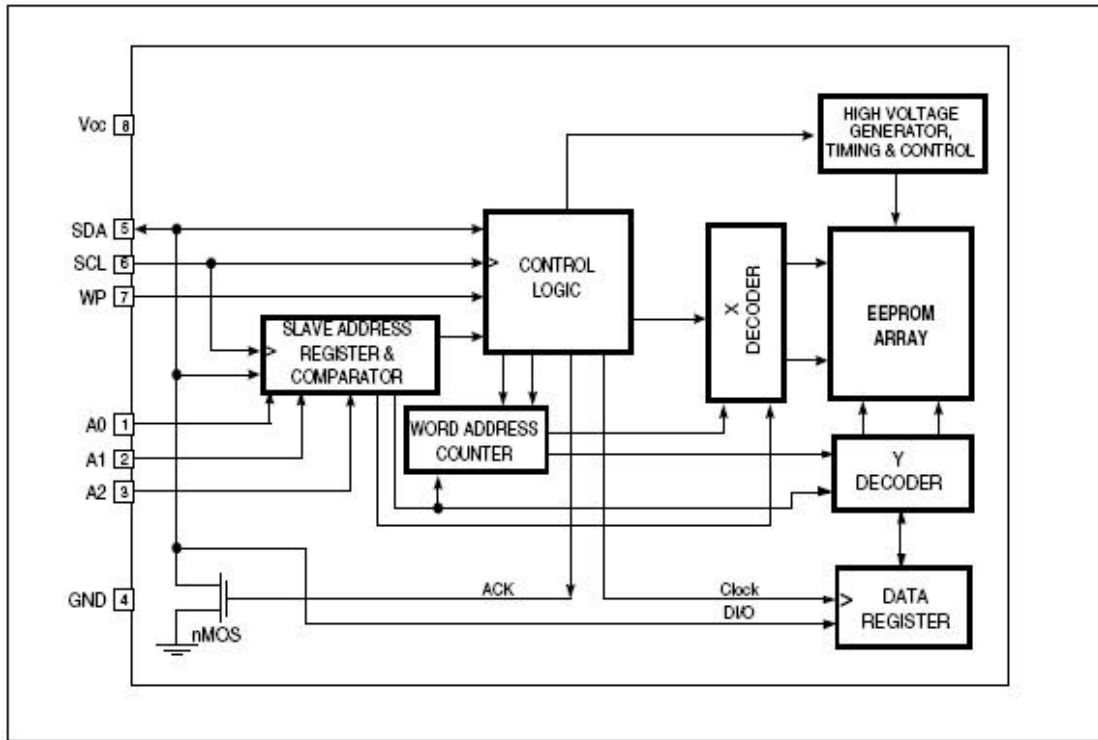 HIGH VOLTAGE
GENERATOR,
TIMING & CONTROL
Vcc 8
SDA 5
SCL 6
WP 7
CONTROL
LOGIC
X
DECODER
EEPROM
ARRAY
SLAVE ADDRESS
REGISTER &
COMPARATOR
A0 1
A1 2
A2 3
WORD ADDRESS
COUNTER
Y
DECODER
GND 4
nMOS
ACK
Clock
DI/O
DATA
REGISTER